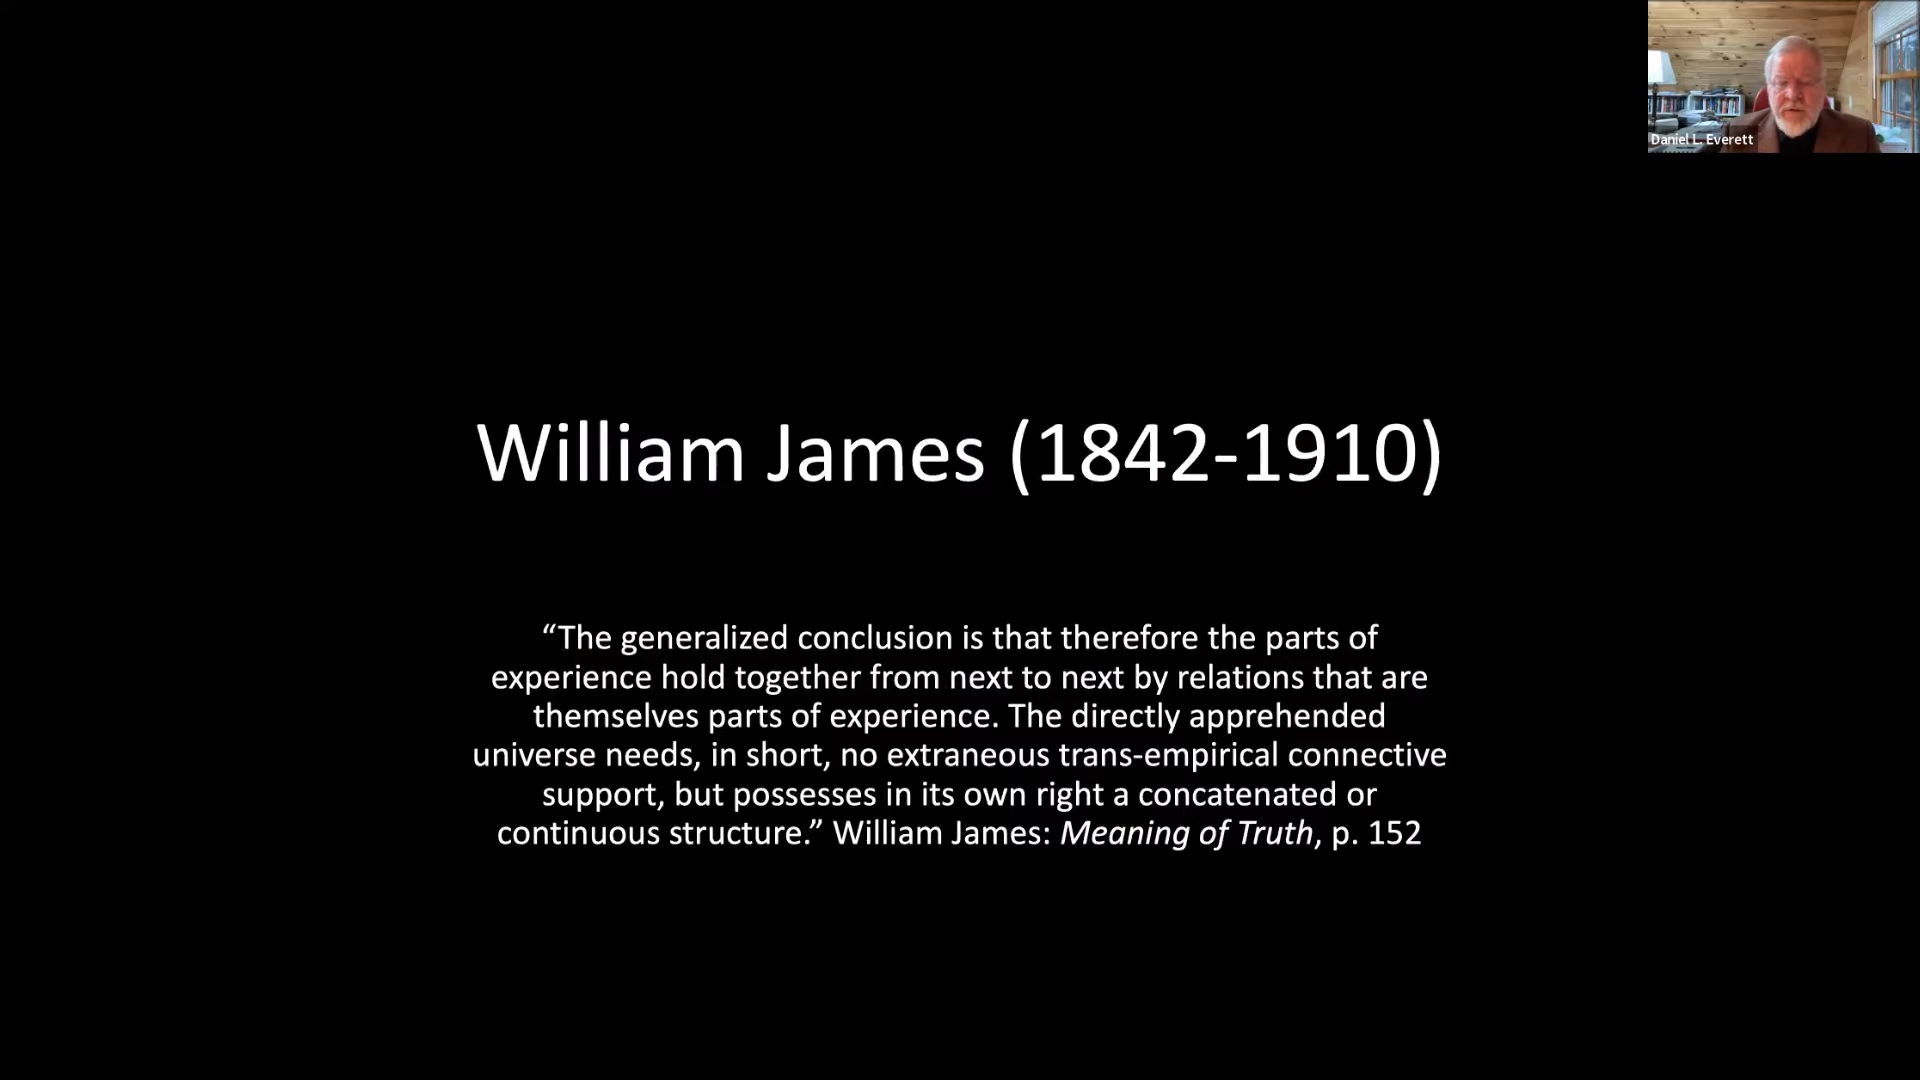 Daniel L. Everett
William James (1842-1910)
“The generalized conclusion is that therefore the parts of
experience hold together from next to next by relations that are
themselves parts of experience. The directly apprehended
universe needs, in short, no extraneous trans-empirical connective
support, but possesses in its own right a concatenated or
continuous structure.” William James: Meaning of Truth, p. 152